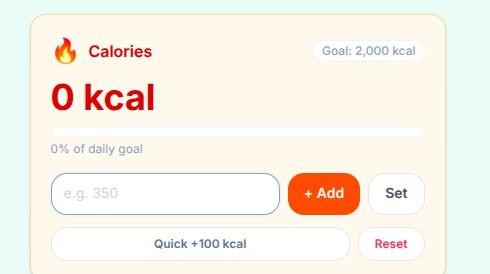 Calories
Goal: 2,000 kcal
0 kcal
0% of daily goal
e.g. 350
+ Add
Set
Quick +100 kcal
Reset